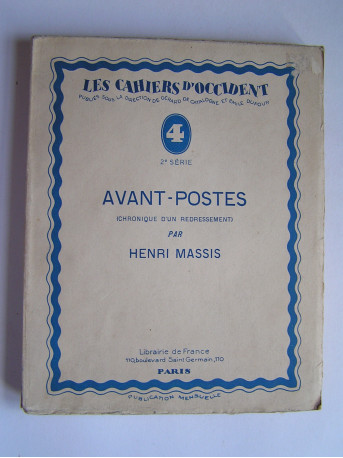 LES CAHIERS D'OCCIDENT
PUBLIÉS SOUS LA DIRECTION DE GÉRARD DE CATALOGNE ET ÉMILE DUFOUR
4
2e SÉRIE
AVANT-POSTES
(CHRONIQUE D'UN REDRESSEMENT)
PAR
HENRI MASSIS
Librairie de France
110, boulevard Saint Germain, 110
PARIS
PUBLICATION MENSUELLE